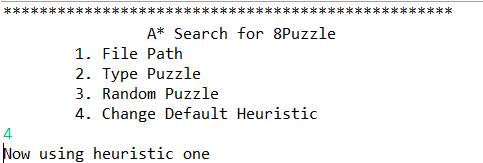 **************************************************
A* Search for 8Puzzle
1. File Path
2. Type Puzzle
3. Random Puzzle
4. Change Default Heuristic
4
Now using heuristic one